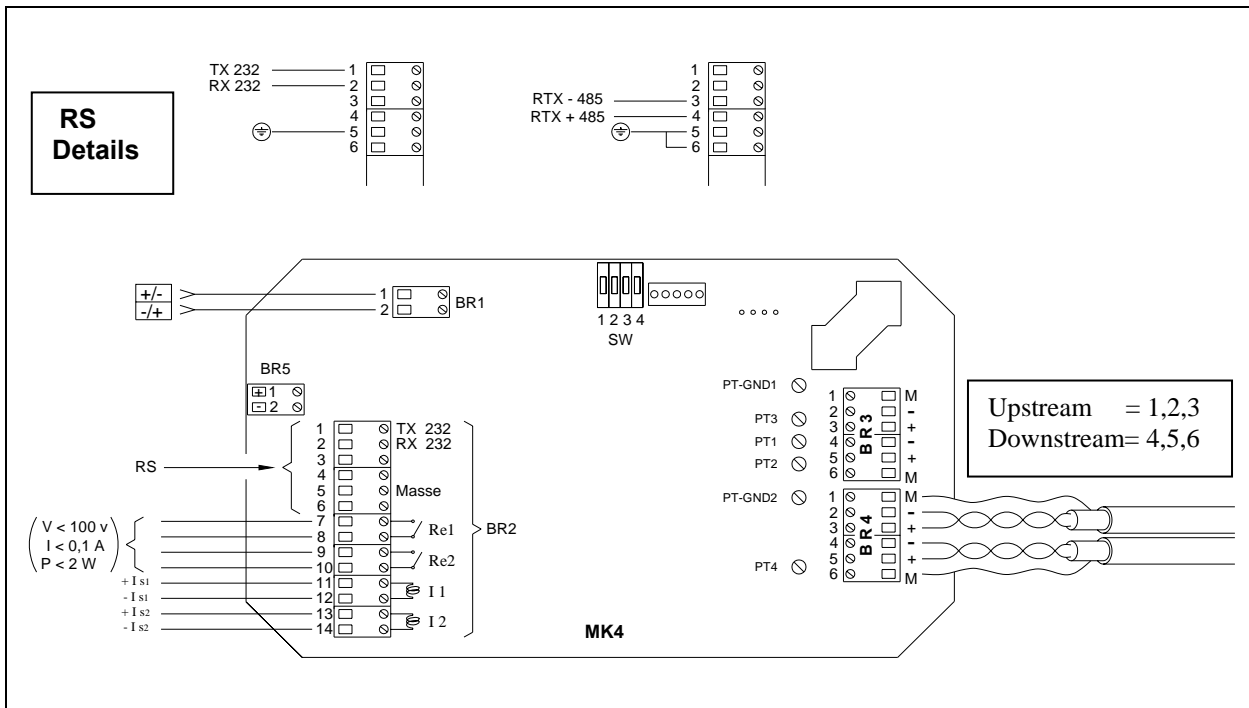 RS
Details
TX 232 1
RX 232 2
3
4
5
6
1
2
RTX - 485 3
RTX + 485 4
5
6
+/-
-/+
1
2
BR1
1 2 3 4
SW
BR5
+ 1
- 2
RS
1 TX 232
2 RX 232
3
4
5 Masse
6
7
8
Re1
9
10
Re2
11
12
I 1
13
14
I 2
BR2
V < 100 v
I < 0,1 A
P < 2 W
+ I S1
- I S1
+ I S2
- I S2
MK4
PT-GND1
PT3
PT1
PT2
PT-GND2
PT4
1 M
2 -
3 +
4 -
5 +
6 M
BR3
1 M
2 -
3 +
4 -
5 +
6 M
BR4
Upstream = 1,2,3
Downstream= 4,5,6